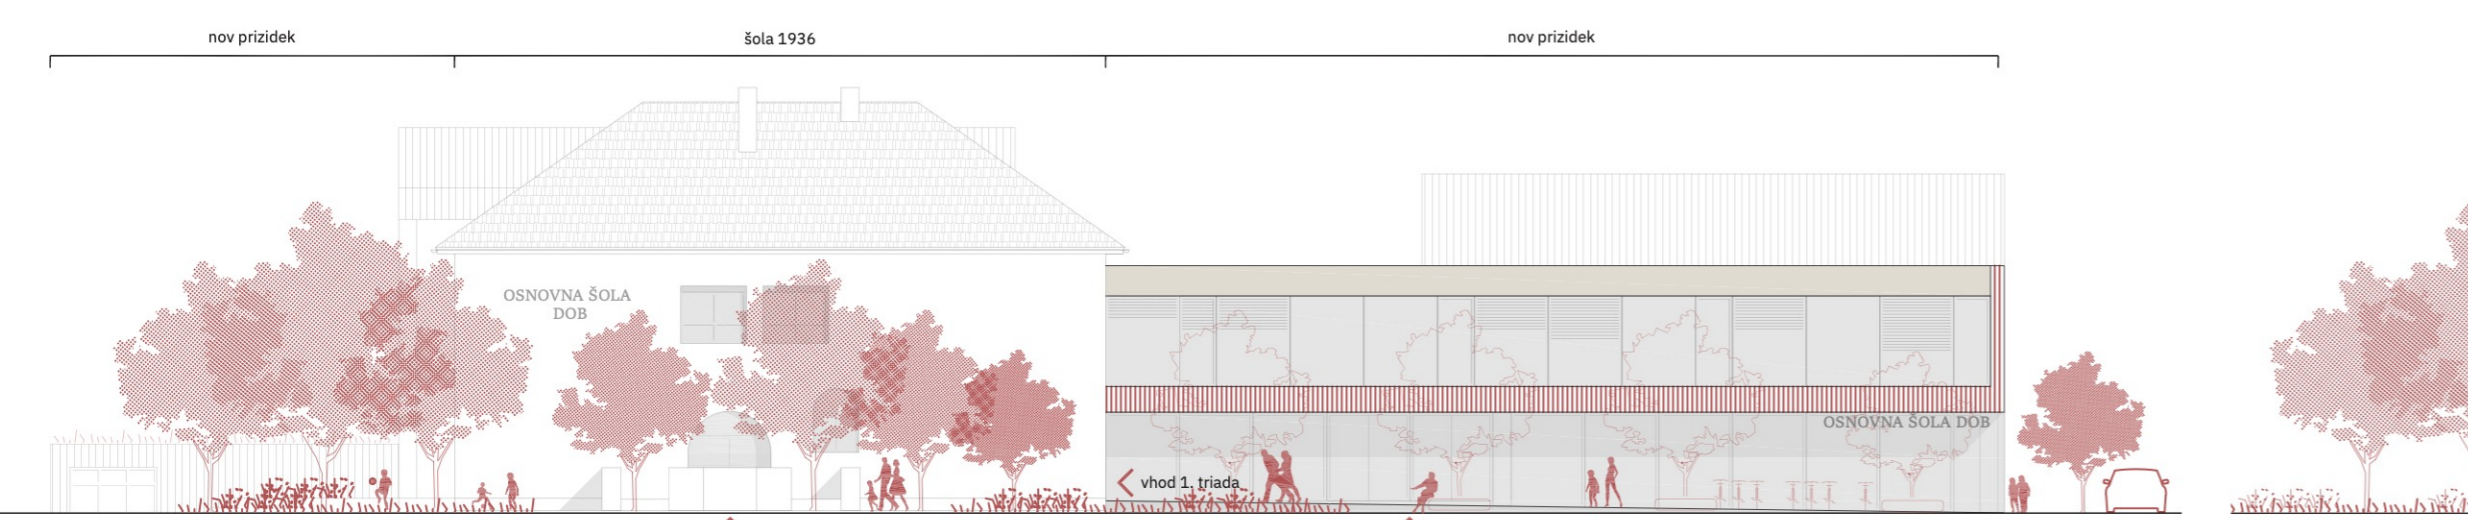 nov prizidek
šola 1936
nov prizidek
OSNOVNA ŠOLA
DOB
OSNOVNA ŠOLA DOB
vhod 1. triada